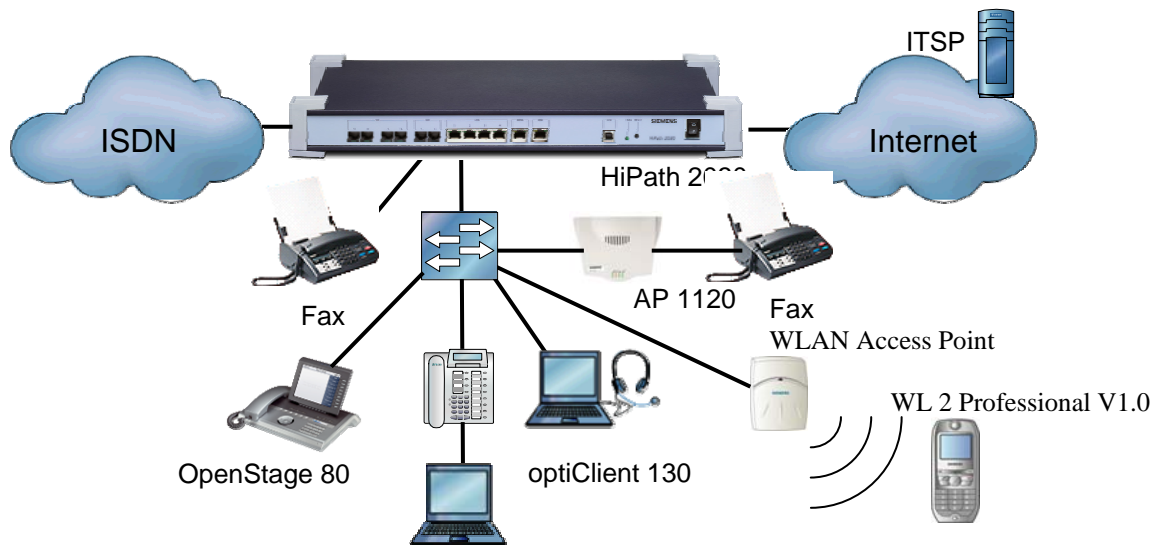 ITSP
ISDN
SIEMENS
Internet
HiPath
Fax
AP 1120
Fax
WLAN Access Point
WL 2 Professional V1.0
OpenStage 80
optiClient 130